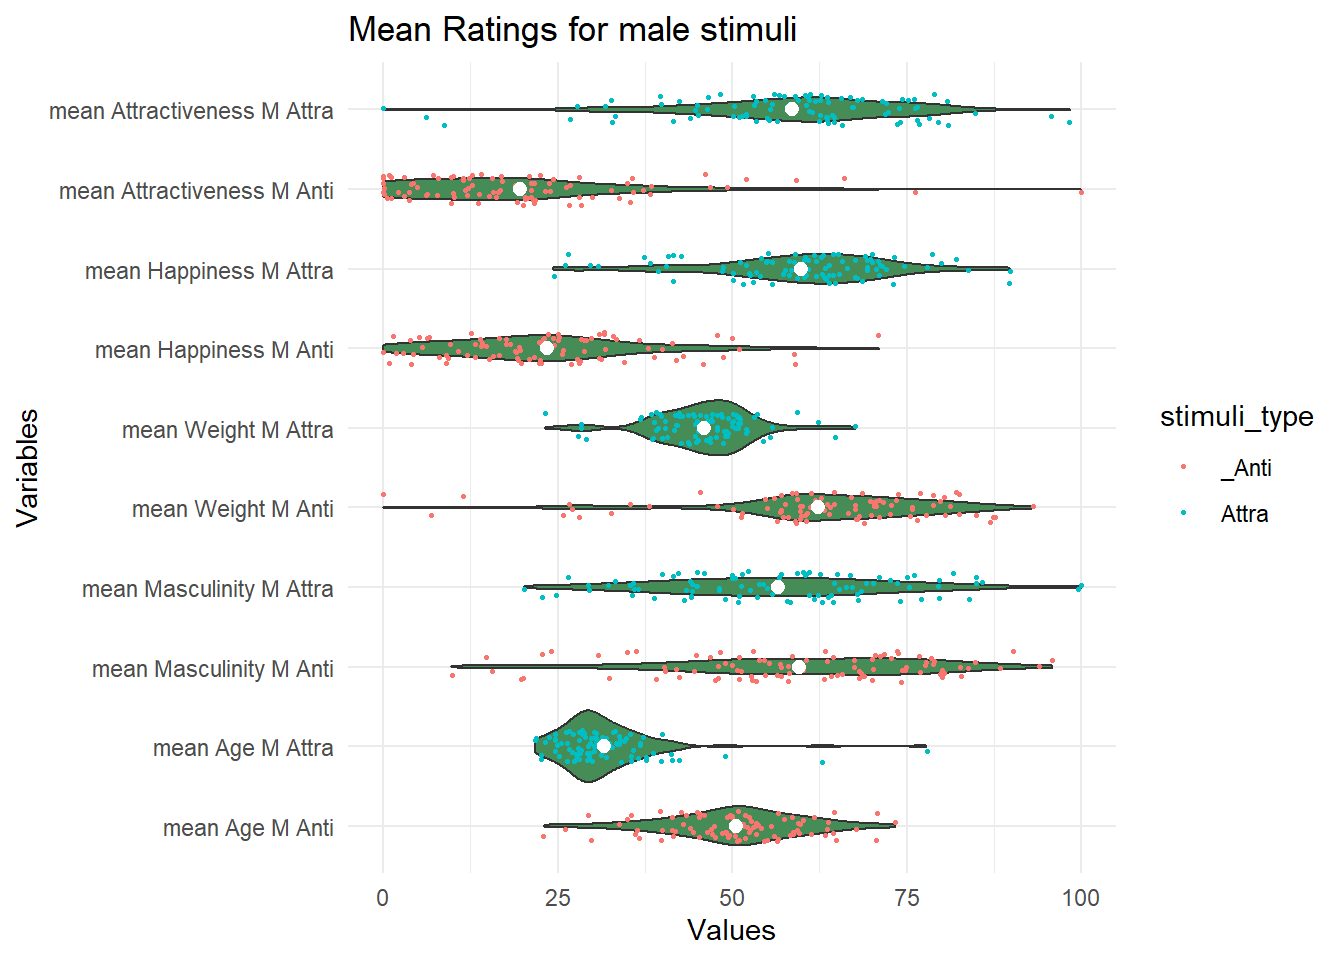 Mean Ratings for male stimuli
Variables
mean Attractiveness M Attra
mean Attractiveness M Anti
mean Happiness M Attra
mean Happiness M Anti
mean Weight M Attra
mean Weight M Anti
mean Masculinity M Attra
mean Masculinity M Anti
mean Age M Attra
mean Age M Anti
0 25 50 75 100
Values
stimuli_type
_Anti
Attra